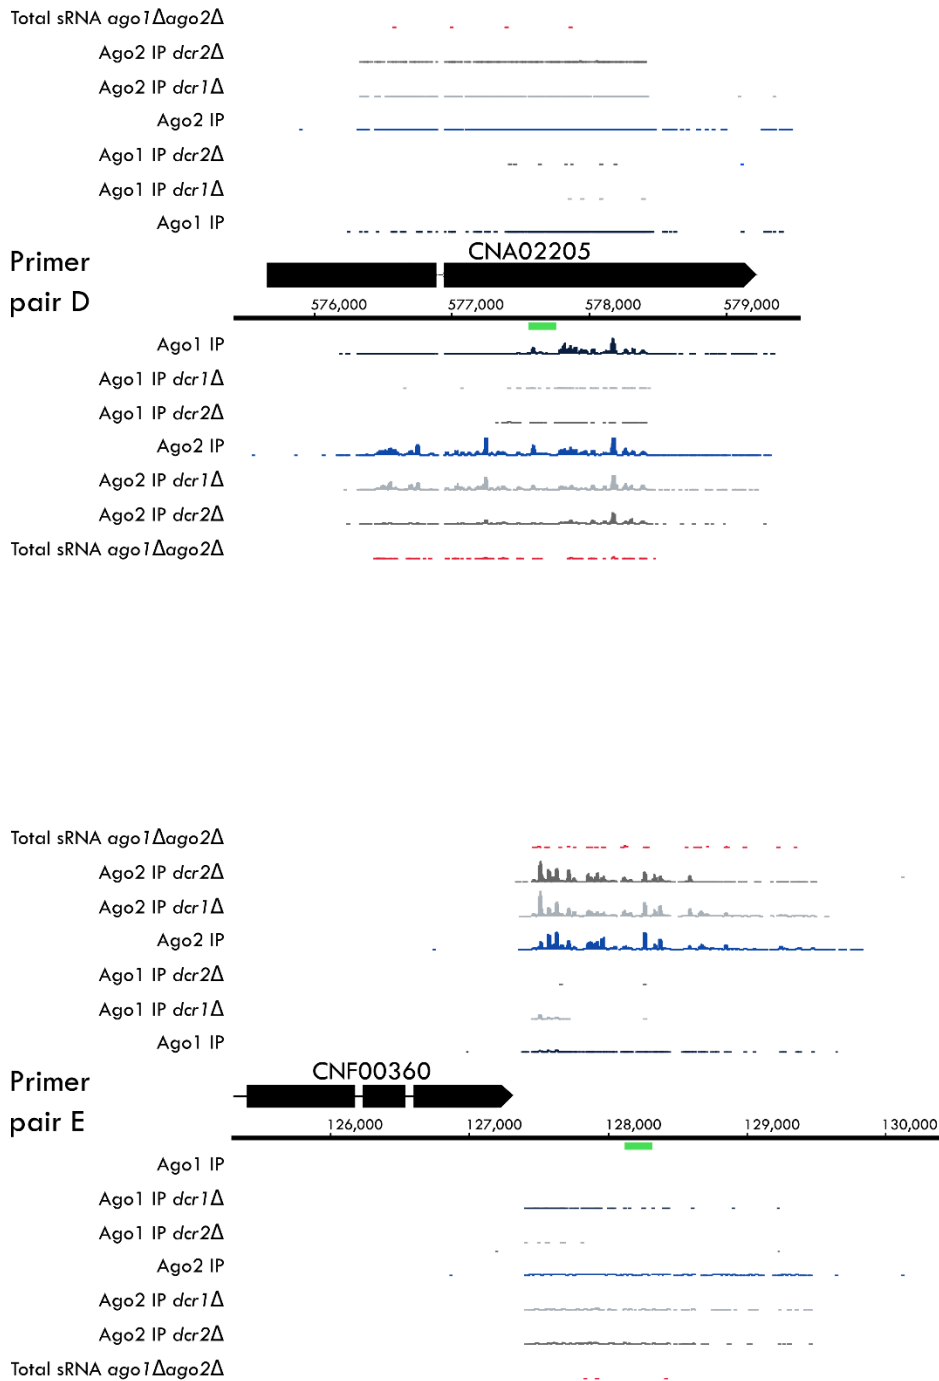 Total sRNA ago1Δago2Δ
Ago2 IP dcr2Δ
Ago2 IP dcr1Δ
Ago2 IP
Ago1 IP dcr2Δ
Ago1 IP dcr1Δ
Ago1 IP
Primer
pair D
CNA02205
576,000 577,000 578,000 579,000
Ago1 IP
Ago1 IP dcr1Δ
Ago1 IP dcr2Δ
Ago2 IP
Ago2 IP dcr1Δ
Ago2 IP dcr2Δ
Total sRNA ago1Δago2Δ
Total sRNA ago1Δago2Δ
Ago2 IP dcr2Δ
Ago2 IP dcr1Δ
Ago2 IP
Ago1 IP dcr2Δ
Ago1 IP dcr1Δ
Ago1 IP
Primer
pair E
CNF00360
126,000 127,000 128,000 129,000 130,000
Ago1 IP
Ago1 IP dcr1Δ
Ago1 IP dcr2Δ
Ago2 IP
Ago2 IP dcr1Δ
Ago2 IP dcr2Δ
Total sRNA ago1Δago2Δ